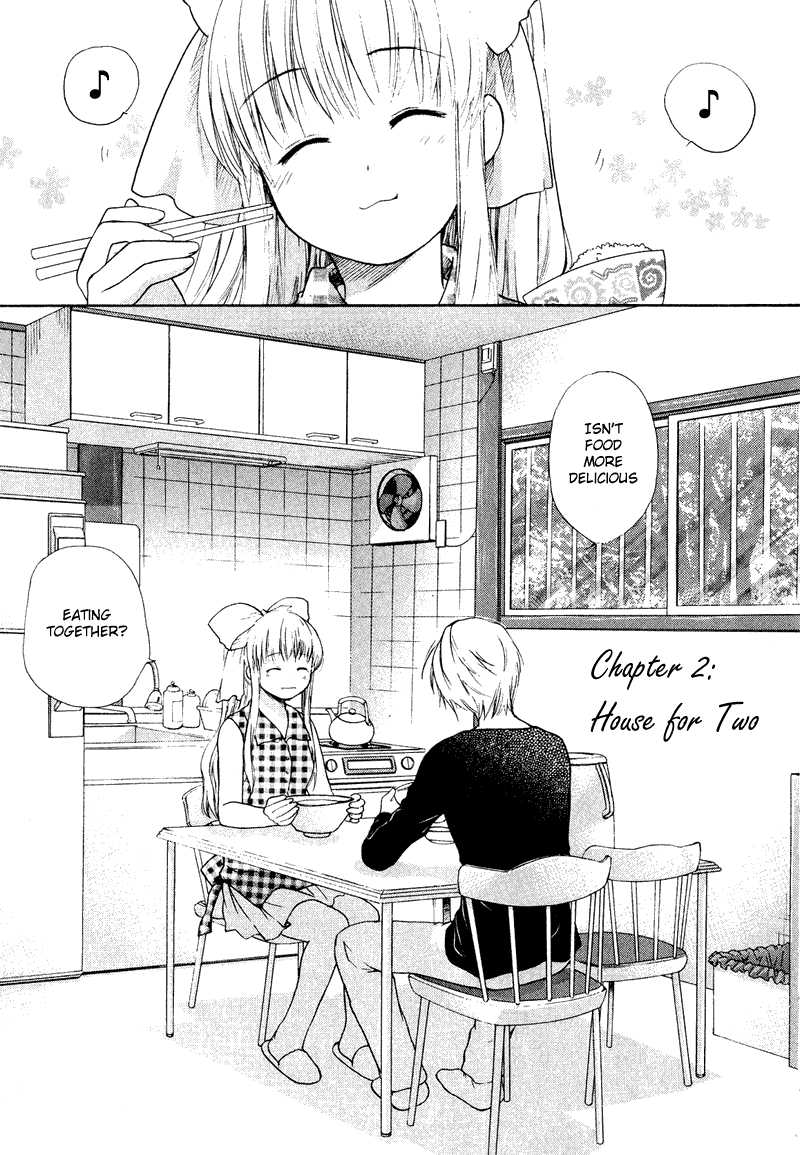 ♪
♪
ISN'T
FOOD
MORE
DELICIOUS
EATING
TOGETHER?
Chapter 2:
House for Two